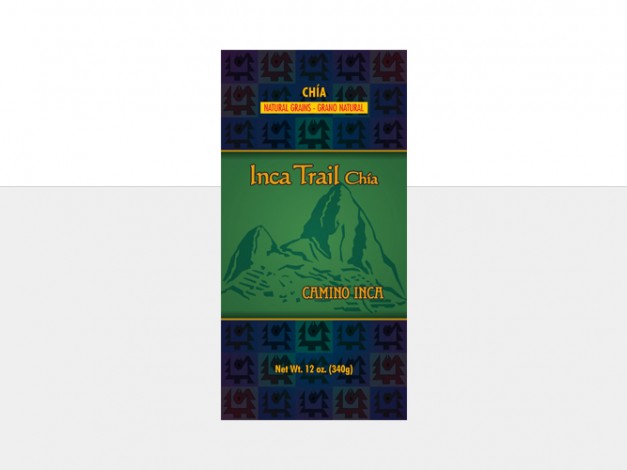 CHÍA
NATURAL GRAINS - GRANO NATURAL
Inca Trail Chía
CAMINO INCA
Net Wt. 12 oz. (340g)